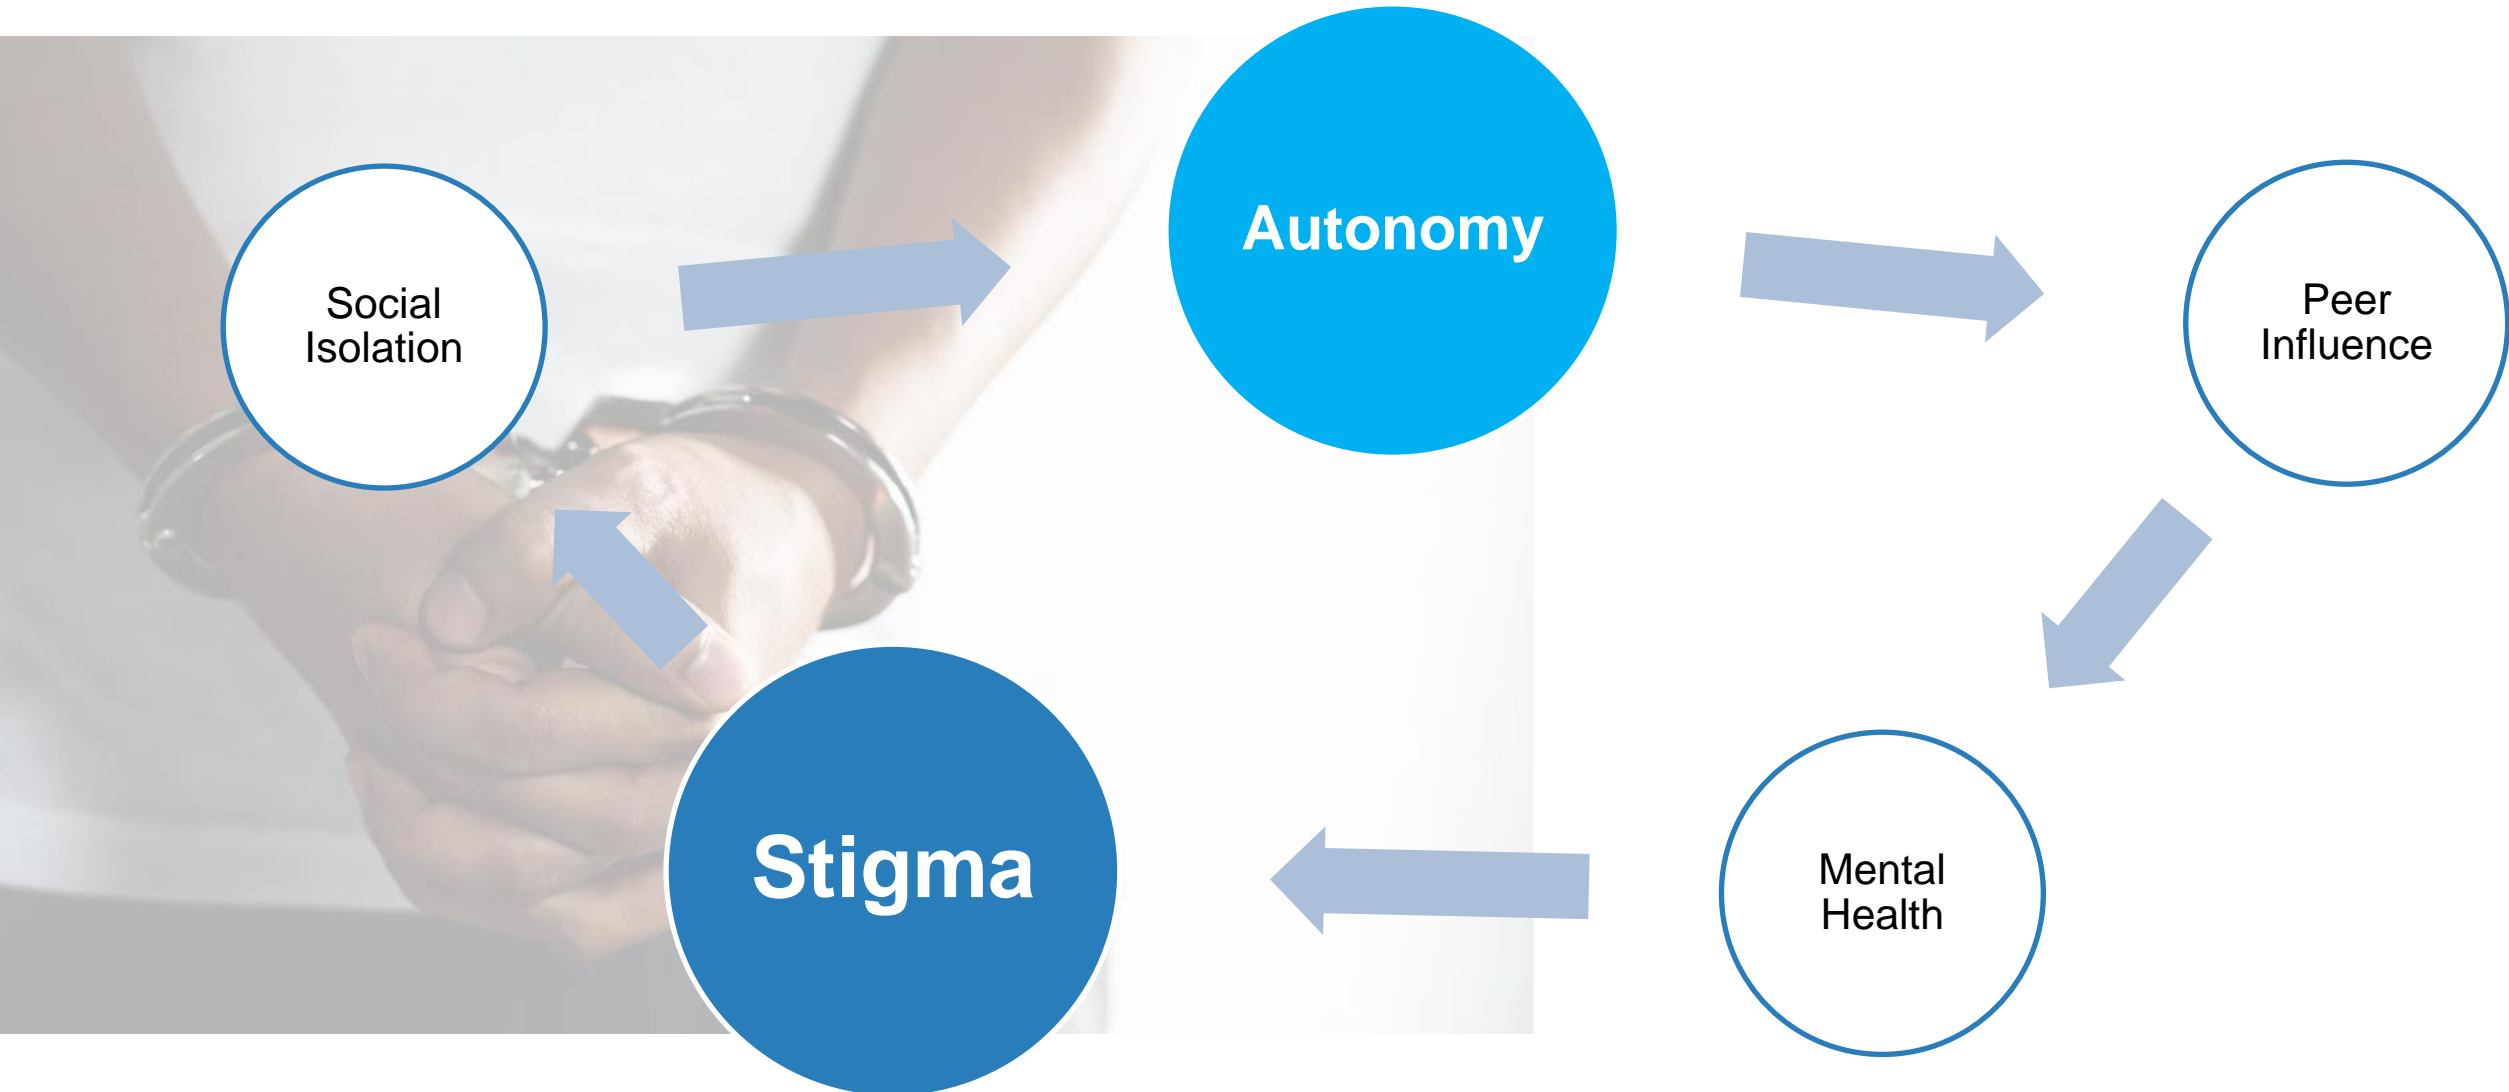 Autonomy
Social
Isolation
Peer
Influence
Stigma
Mental
Health